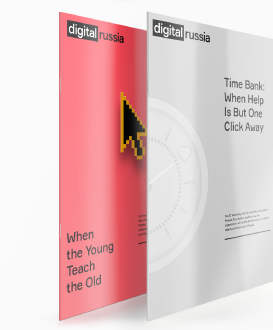 digital russia
When
the Young
Teach
the Old
digital russia
Time Bank:
When Help
Is But One
Click Away